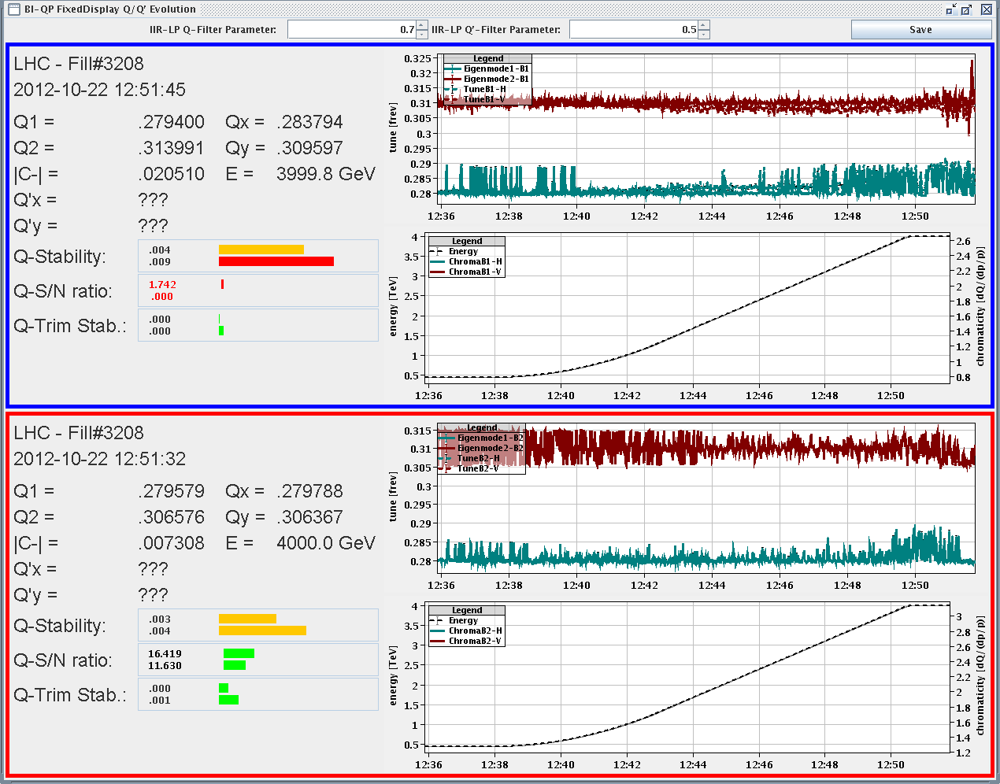 BI-QP FixedDisplay Q/Q' Evolution
IIR-LP Q-Filter Parameter: 0.7 IIR-LP Q'-Filter Parameter: 0.5 Save
LHC - Fill#3208
2012-10-22 12:51:45
Q1 = .279400 Qx = .283794
Q2 = .313991 Qy = .309597
|C-| = .020510 E = 3999.8 GeV
Q'x = ???
Q'y = ???
Q-Stability: .004
.009
Q-S/N ratio: 1.742
.000
Q-Trim Stab.: .000
.000
tune [frev]
0.325
0.32
0.315
0.31
0.305
0.3
0.295
0.29
0.285
0.28
Legend
Eigenmode1-B1
Eigenmode2-B1
TuneB1-H
TuneB1-V
12:36 12:38 12:40 12:42 12:44 12:46 12:48 12:50
energy [TeV]
4
3.5
3
2.5
2
1.5
1
0.5
Legend
Energy
ChromaB1-H
ChromaB1-V
2.6
2.4
2.2
2
1.8
1.6
1.4
1.2
1
0.8
chromaticity [dQ/(dp/p)]
12:36 12:38 12:40 12:42 12:44 12:46 12:48 12:50
LHC - Fill#3208
2012-10-22 12:51:32
Q1 = .279579 Qx = .279788
Q2 = .306576 Qy = .306367
|C-| = .007308 E = 4000.0 GeV
Q'x = ???
Q'y = ???
Q-Stability: .003
.004
Q-S/N ratio: 16.419
11.630
Q-Trim Stab.: .000
.001
tune [frev]
0.315
0.31
0.305
0.3
0.295
0.29
0.285
0.28
Legend
Eigenmode1-B2
Eigenmode2-B2
TuneB2-H
TuneB2-V
12:36 12:38 12:40 12:42 12:44 12:46 12:48 12:50
energy [TeV]
4
3.5
3
2.5
2
1.5
1
0.5
Legend
Energy
ChromaB2-H
ChromaB2-V
3
2.8
2.6
2.4
2.2
2
1.8
1.6
1.4
1.2
chromaticity [dQ/(dp/p)]
12:36 12:38 12:40 12:42 12:44 12:46 12:48 12:50